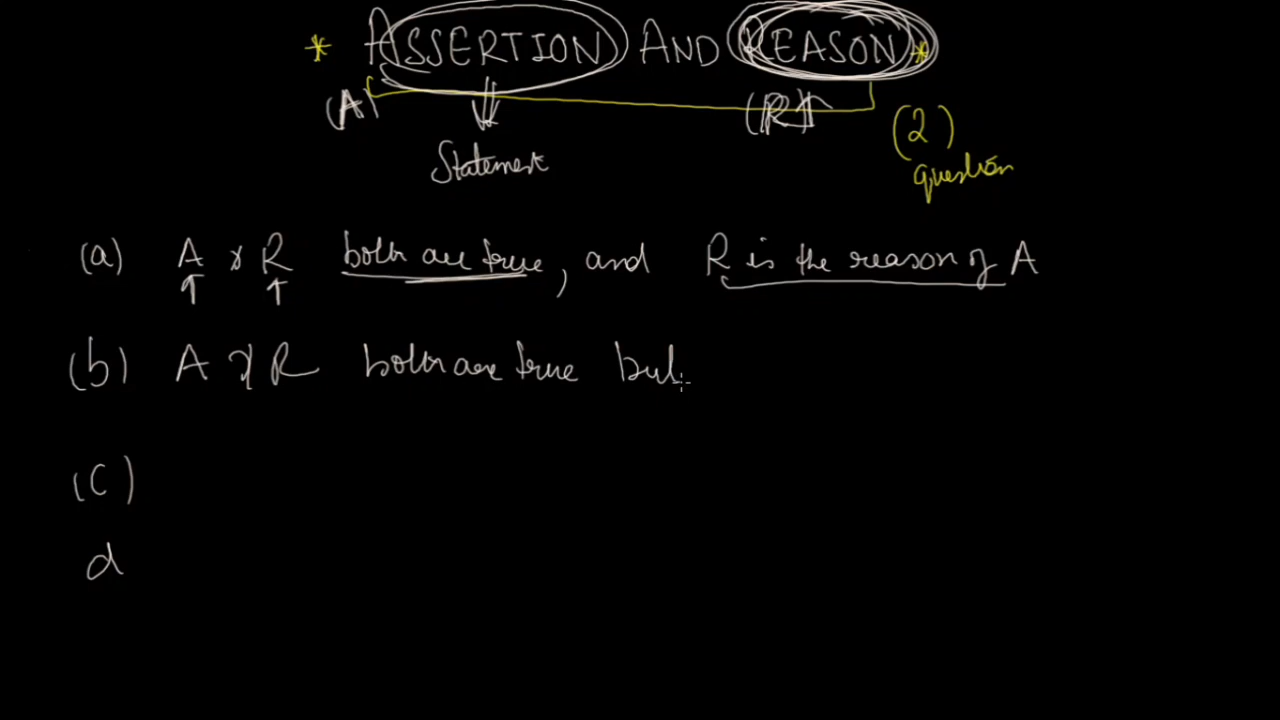 * ASSERTION AND REASON *
(A) (R) (2)
Statement question
(a) A & R both are true, and R is the reason of A
(b) A & R both are true but
(c)
d